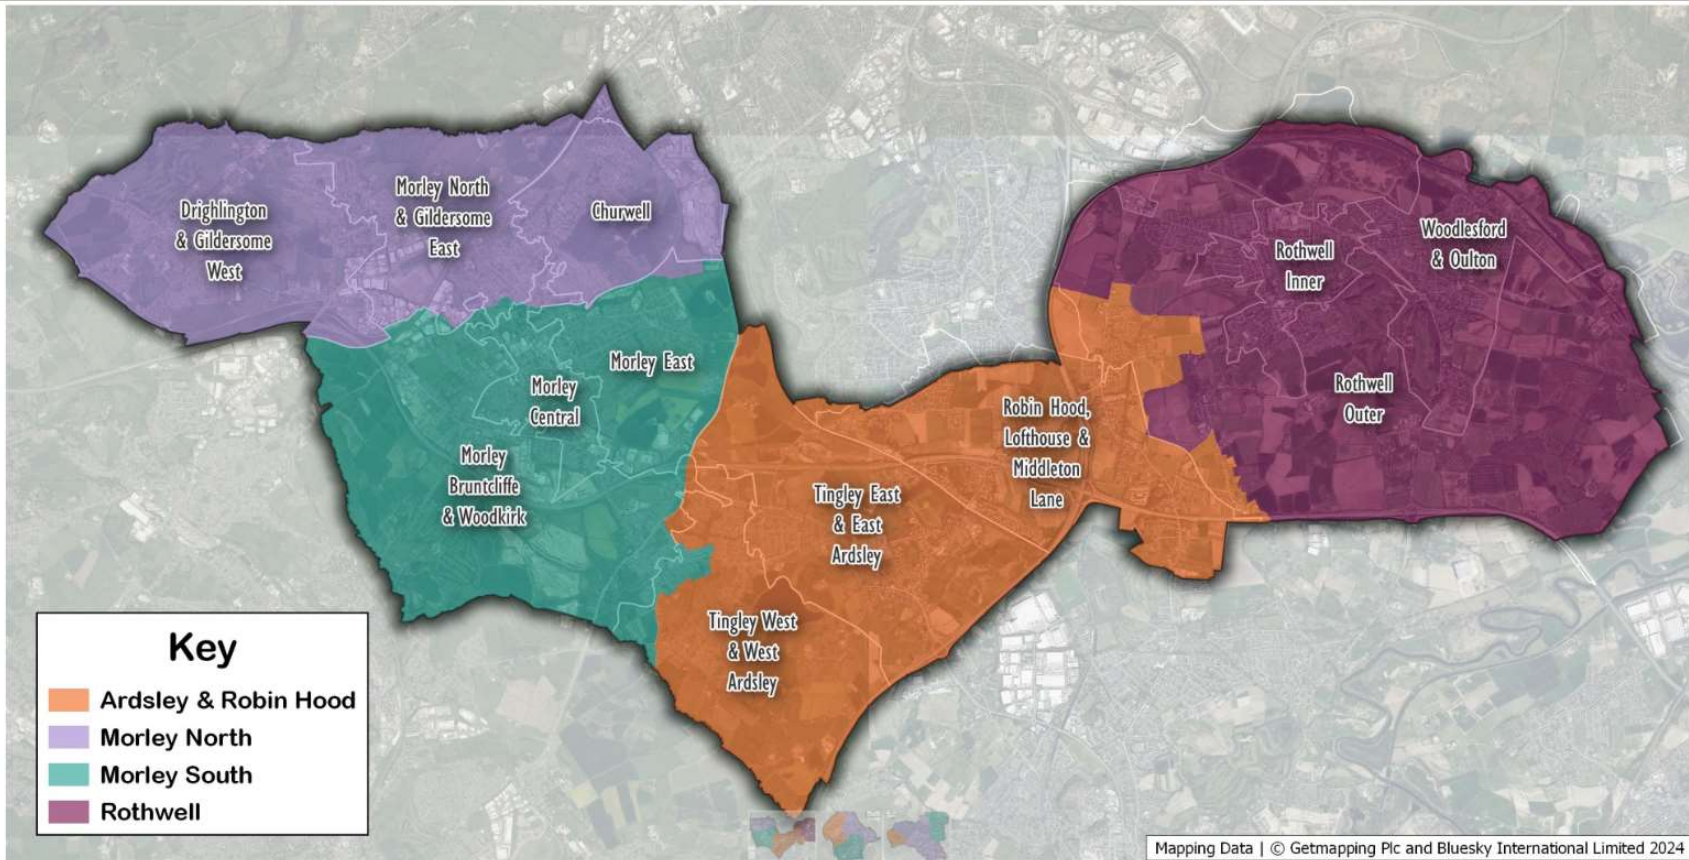 Drighlington
& Gildersome
West
Morley North
& Gildersome
East
Churwell
Morley East
Morley
Central
Morley
Bruntcliffe
& Woodkirk
Tingley East
& East
Ardsley
Tingley West
& West
Ardsley
Robin Hood,
Lofthouse &
Middleton
Lane
Rothwell
Inner
Woodlesford
& Oulton
Rothwell
Outer
Key
Ardsley & Robin Hood
Morley North
Morley South
Rothwell
Mapping Data | © Getmapping Plc and Bluesky International Limited 2024